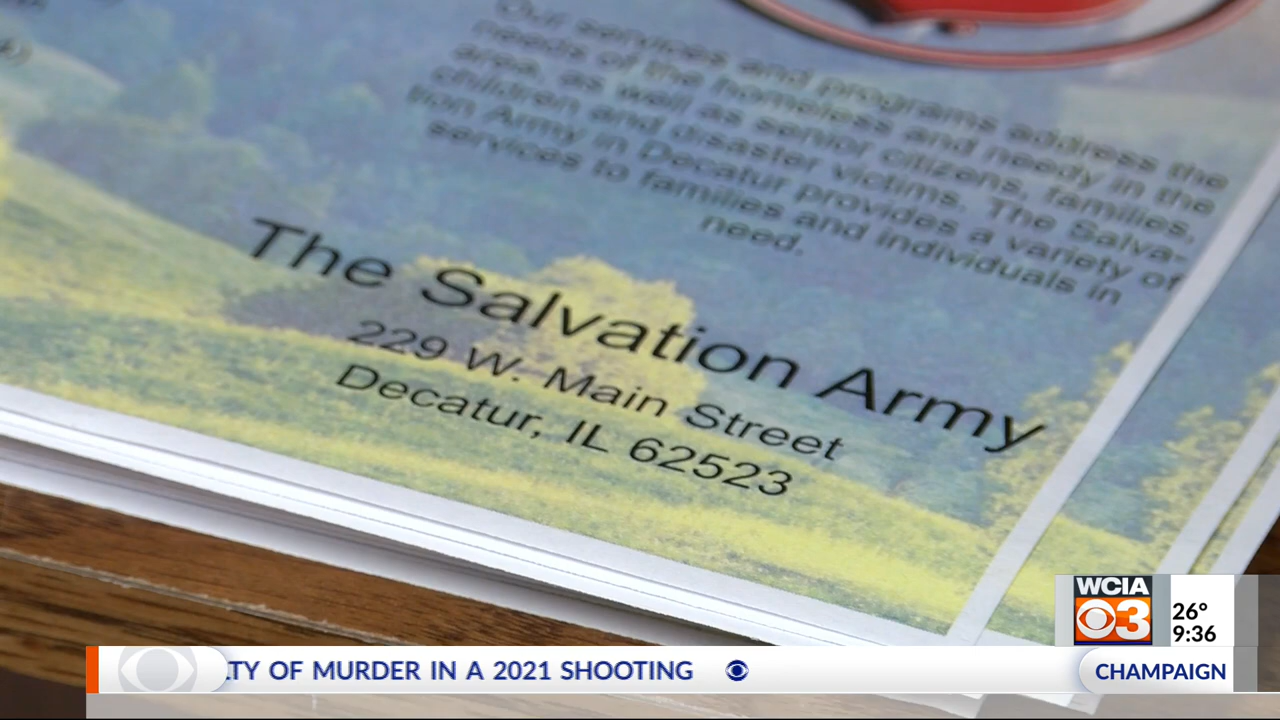 Our services and programs address the
needs of the homeless and needy in the
area, as well as senior citizens, families,
children and disaster victims. The Salva-
tion Army in Decatur provides a variety of
services to families and individuals in
need.
The Salvation Army
229 W. Main Street
Decatur, IL 62523
WCIA
3
26°
9:36
LTY OF MURDER IN A 2021 SHOOTING
CHAMPAIGN